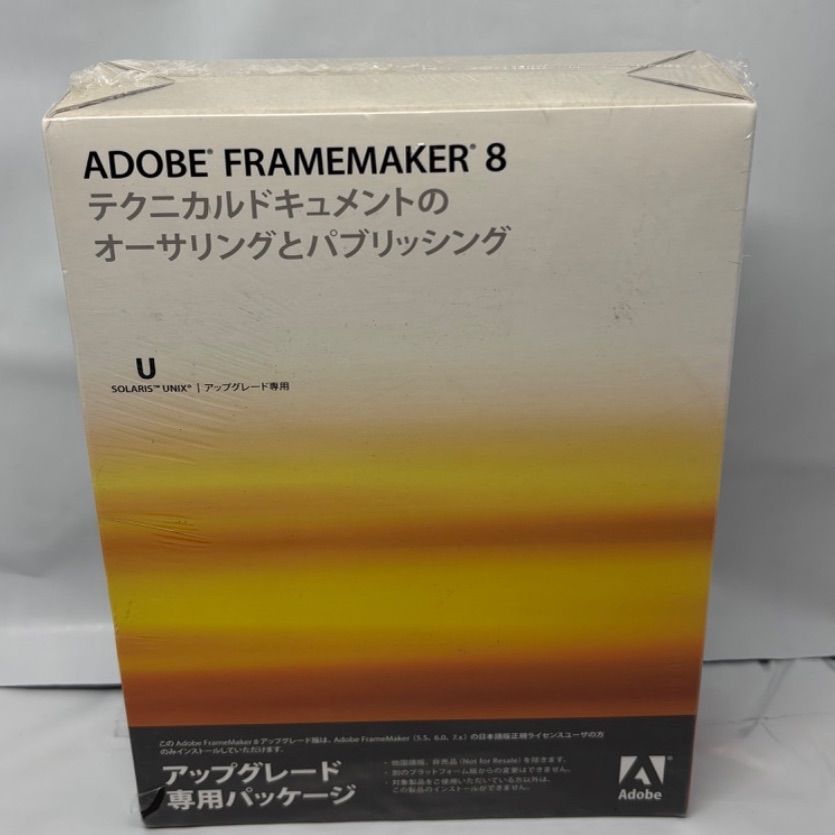 ADOBE® FRAMEMAKER® 8
テクニカルドキュメントの
オーサリングとパブリッシング
U
SOLARIS™ UNIX® | アップグレード専用
このAdobe FrameMaker 8 アップグレード版は、Adobe FrameMaker (5.5、6.0、7.x) の日本語版正規ライセンスユーザの方
のみインストールしていただけます。
アップグレード
専用パッケージ
・他国語版、非売品 (Not for Resale) を除きます。
・別のプラットフォーム版からの変更はできません。
・対象製品をご使用いただいている方以外は、
この製品のインストールができません。
Adobe